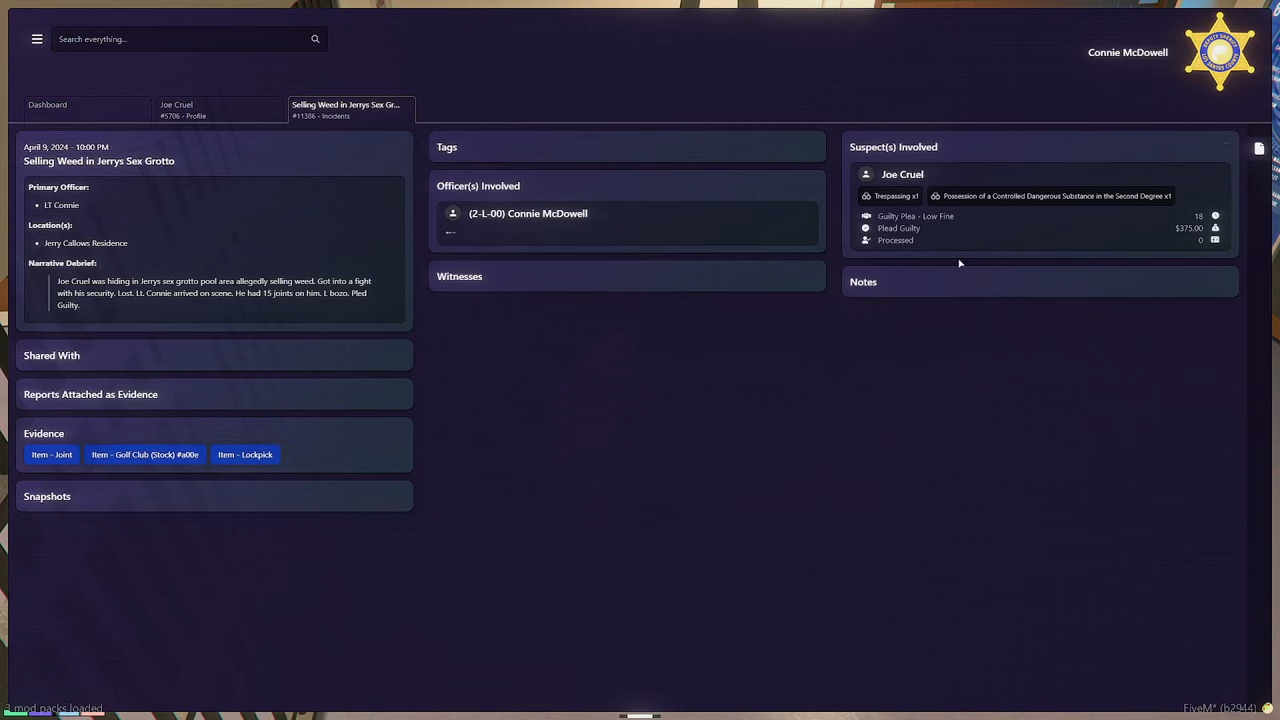 Search everything...
Connie McDowell
DEPUTY SHERIFF
LOS SANTOS COUNTY
Dashboard
Joe Cruel
#5706 - Profile
Selling Weed in Jerrys Sex Gr...
#11386 - Incidents
April 9, 2024 - 10:00 PM
Selling Weed in Jerrys Sex Grotto
Primary Officer:
• LT Connie
Location(s):
• Jerry Callows Residence
Narrative Debrief:
Joe Cruel was hiding in Jerrys sex grotto pool area allegedly selling weed. Got into a fight
with his security. Lost. Lt. Connie arrived on scene. He had 15 joints on him. L bozo. Pled
Guilty.
Shared With
Reports Attached as Evidence
Evidence
Item - Joint
Item - Golf Club (Stock) #a00e
Item - Lockpick
Snapshots
Tags
Officer(s) Involved
(2-L-00) Connie McDowell
Witnesses
Suspect(s) Involved
Joe Cruel
Trespassing x1
Possession of a Controlled Dangerous Substance in the Second Degree x1
Guilty Plea - Low Fine 18
Plead Guilty $375.00
Processed 0
Notes
3 mod packs loaded
FiveM* (b2944)